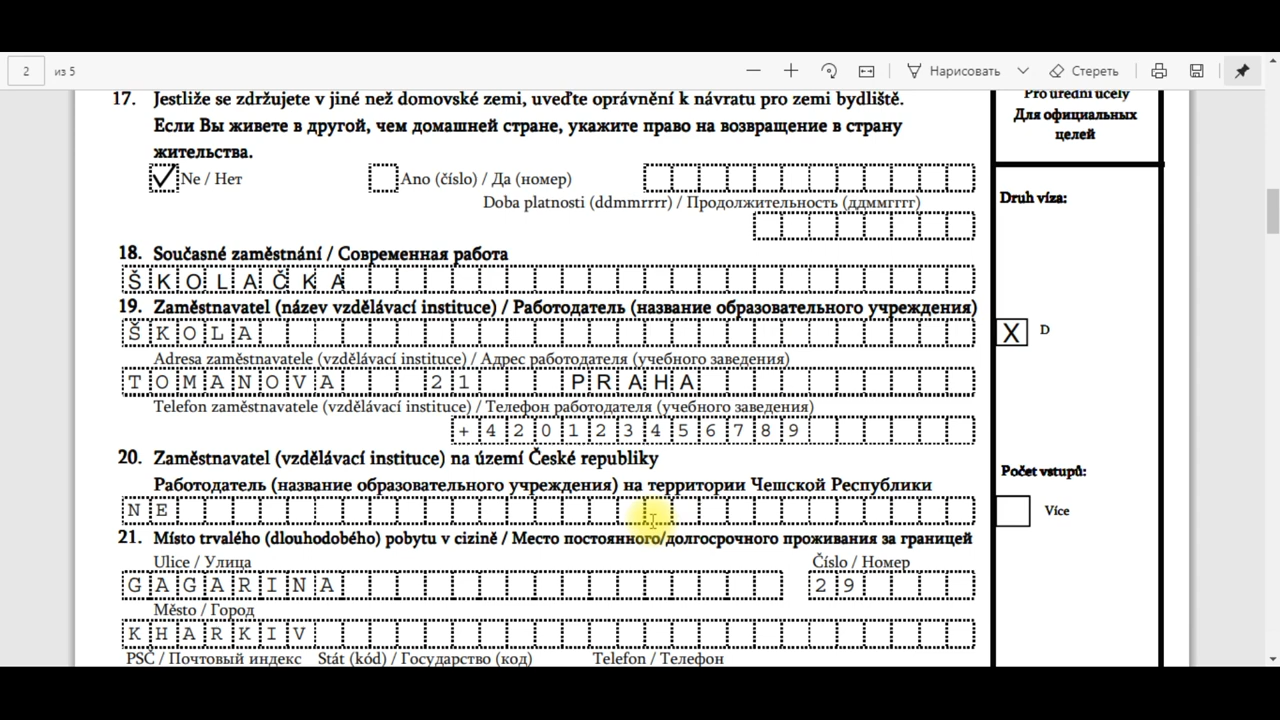 2 из 5 Нарисовать Стереть
17. Jestliže se zdržujete v jiné než domovské zemi, uveďte oprávnění k návratu pro zemi bydliště.
Pro úřední účely
Если Вы живете в другой, чем домашней стране, укажите право на возвращение в страну
жительства.
Для официальных
целей
Ne / Нет Ano (číslo) / Да (номер)
Doba platnosti (ddmmrrrr) / Продолжительность (ддммгггг)
Druh víza:
18. Současné zaměstnání / Современная работа
ŠKOLAČKA
19. Zaměstnavatel (název vzdělávací instituce) / Работодатель (название образовательного учреждения)
ŠKOLA
X D
Adresa zaměstnavatele (vzdělávací instituce) / Адрес работодателя (учебного заведения)
TOMANOVA 21 PRAHA
Telefon zaměstnavatele (vzdělávací instituce) / Телефон работодателя (учебного заведения)
+420123456789
20. Zaměstnavatel (vzdělávací instituce) na území České republiky
Počet vstupů:
Работодатель (название образовательного учреждения) на территории Чешской Республики
NE
Více
21. Místo trvalého (dlouhodobého) pobytu v cizině / Место постоянного/долгосрочного проживания за границей
Ulice / Улица Číslo / Номер
GAGARINA 29
Město / Город
KHARKIV
PSČ / Почтовый индекс Stát (kód) / Государство (код) Telefon / Телефон